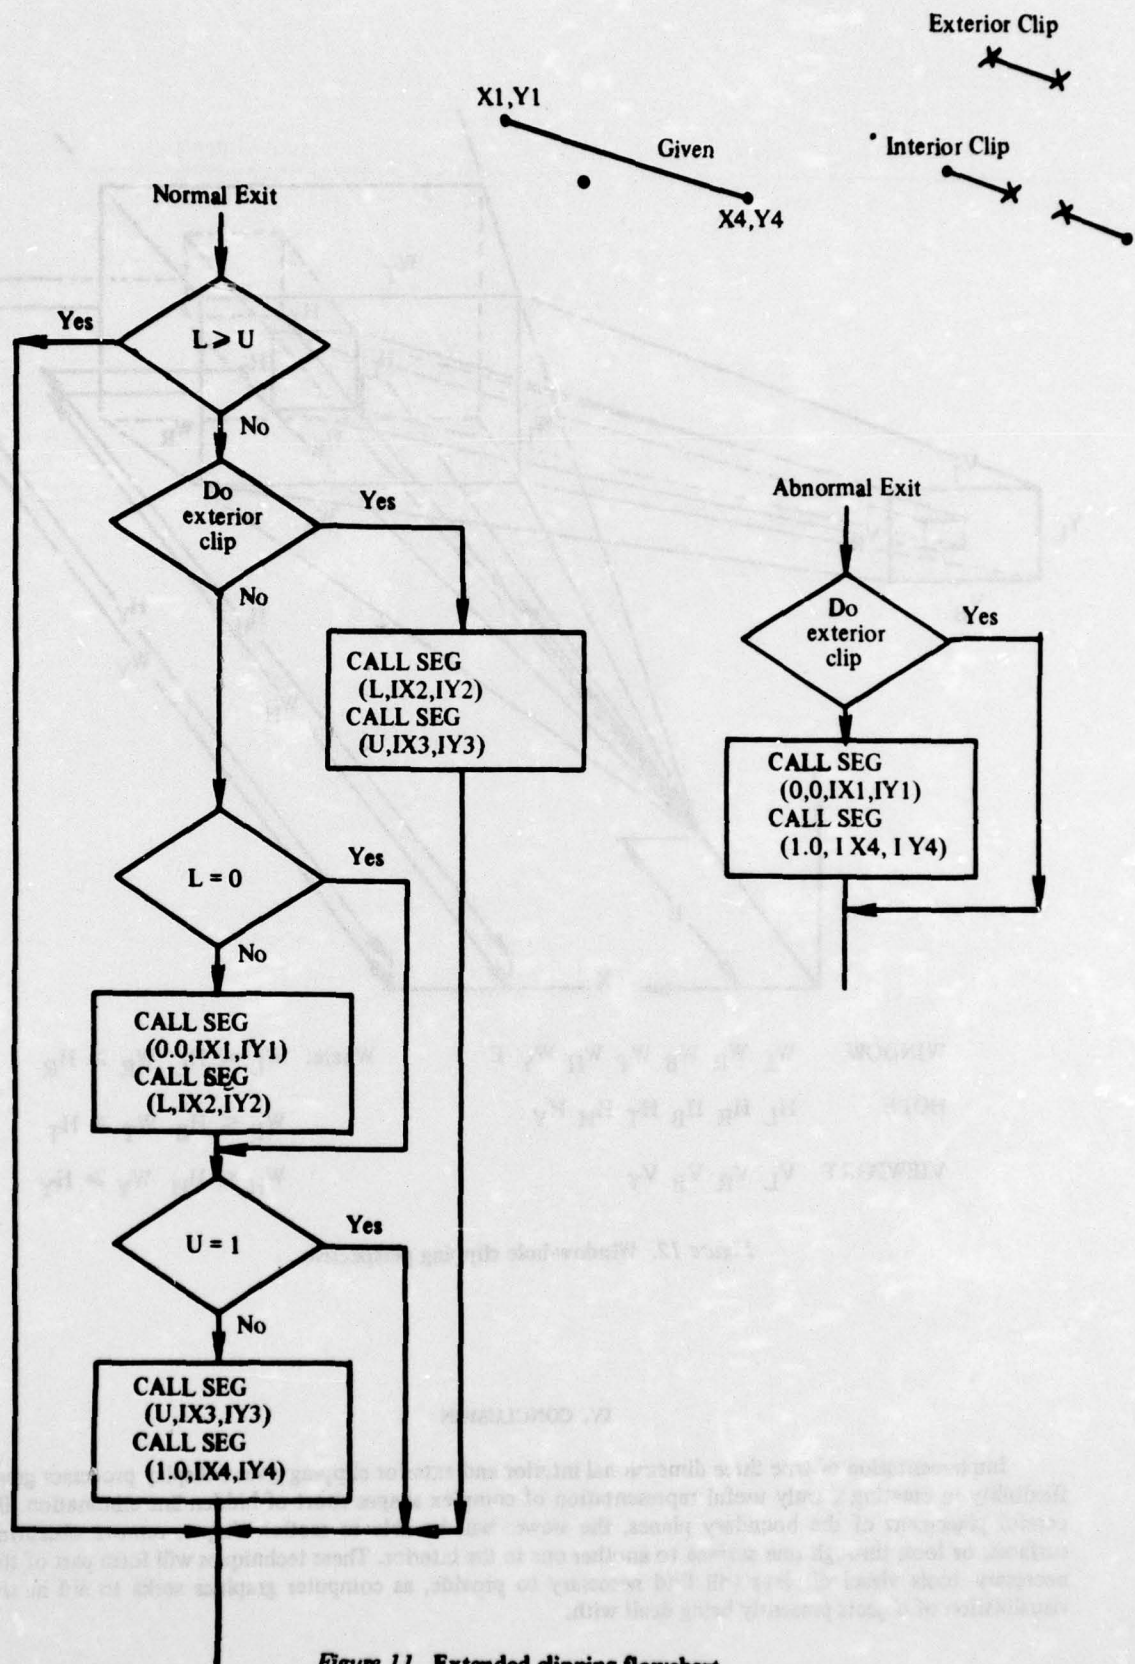 Exterior Clip
X1,Y1
Given
Interior Clip
X4,Y4
Normal Exit
Yes
L ⩾ U
No
Do
exterior
clip
Yes
No
CALL SEG
(L,IX2,IY2)
CALL SEG
(U,IX3,IY3)
L = 0
Yes
No
CALL SEG
(0.0,IX1,IY1)
CALL SEG
(L,IX2,IY2)
U = 1
Yes
No
CALL SEG
(U,IX3,IY3)
CALL SEG
(1.0,IX4,IY4)
Abnormal Exit
Do
exterior
clip
Yes
CALL SEG
(0,0,IX1,IY1)
CALL SEG
(1.0, I X4, I Y4)
Figure 11. Extended clipping flowchart